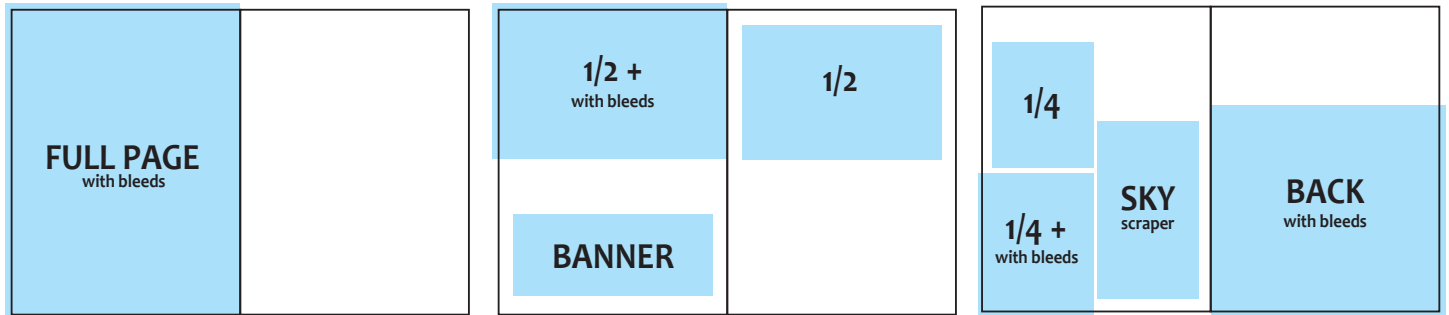 FULL PAGE
with bleeds
1/2 +
with bleeds
1/2
BANNER
1/4
1/4 +
with bleeds
SKY
scraper
BACK
with bleeds